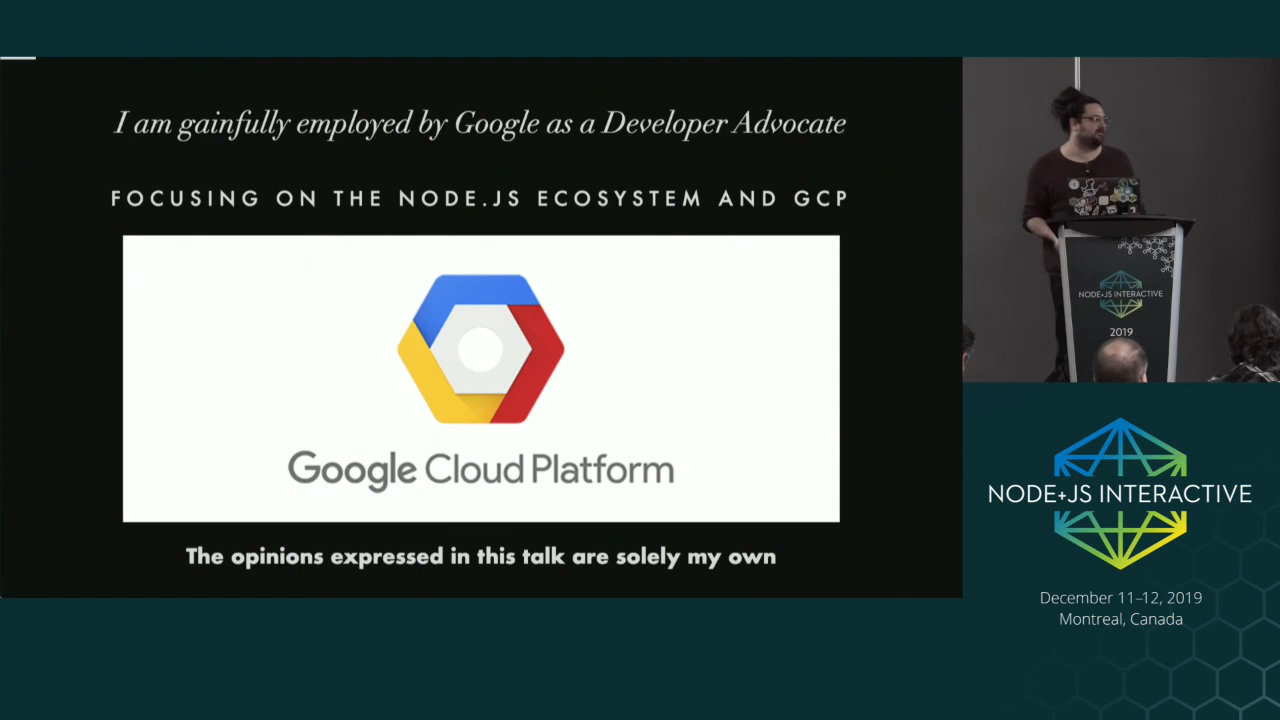 I am gainfully employed by Google as a Developer Advocate
FOCUSING ON THE NODE.JS ECOSYSTEM AND GCP
Google Cloud Platform
The opinions expressed in this talk are solely my own
NODE+JS INTERACTIVE
2019
NODE+JS INTERACTIVE
December 11–12, 2019
Montreal, Canada